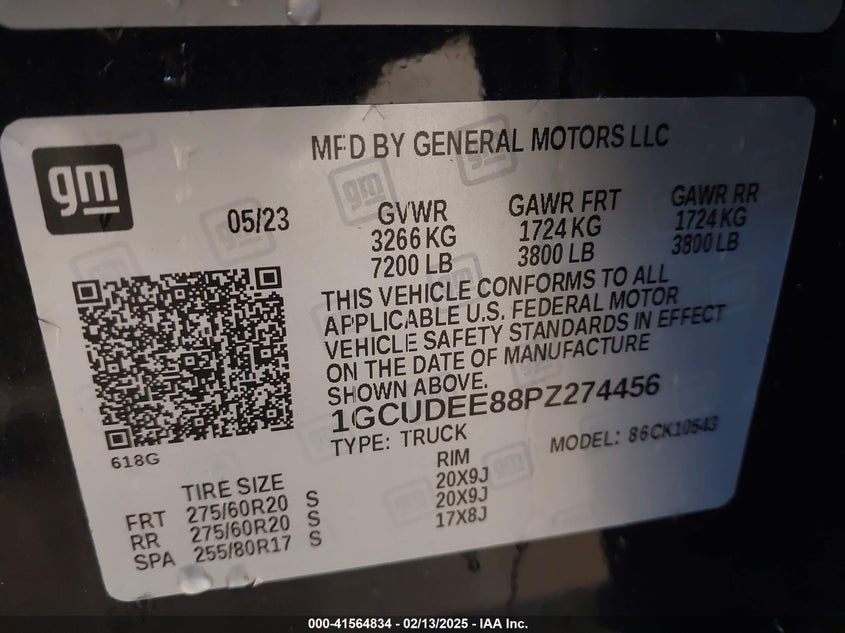 gm
MFD BY GENERAL MOTORS LLC
05/23
GVWR
3266 KG
7200 LB
GAWR FRT
1724 KG
3800 LB
GAWR RR
1724 KG
3800 LB
THIS VEHICLE CONFORMS TO ALL
APPLICABLE U.S. FEDERAL MOTOR
VEHICLE SAFETY STANDARDS IN EFFECT
ON THE DATE OF MANUFACTURE
SHOWN ABOVE.
1GCUDEE88PZ274456
TYPE: TRUCK
MODEL: 86CK10543
618G
TIRE SIZE
RIM
FRT 275/60R20 S 20X9J
RR 275/60R20 S 20X9J
SPA 255/80R17 S 17X8J
000-41564834 — 02/13/2025 — IAA Inc.